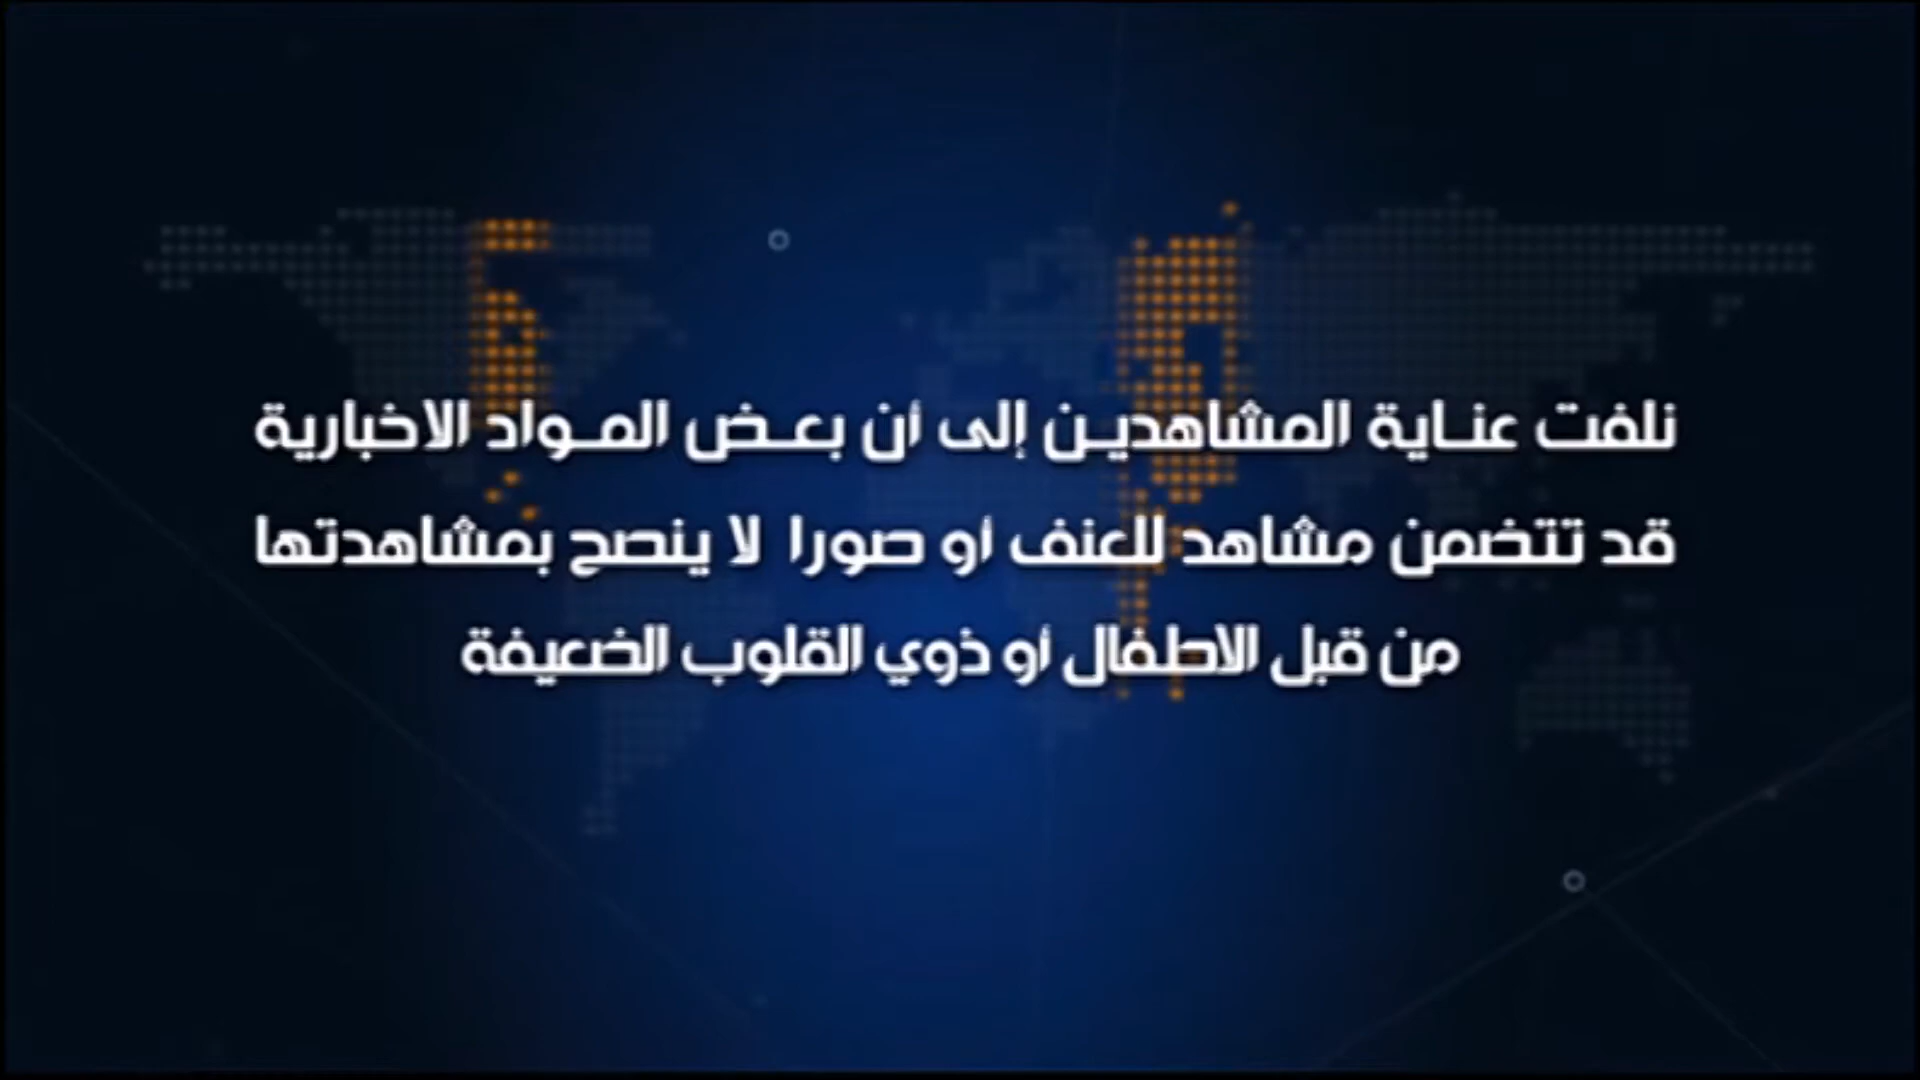 نلفت عناية المشاهدين إلى أن بعض المواد الاخبارية
قد تتضمن مشاهد للعنف أو صورا لا ينصح بمشاهدتها
من قبل الاطفال أو ذوي القلوب الضعيفة